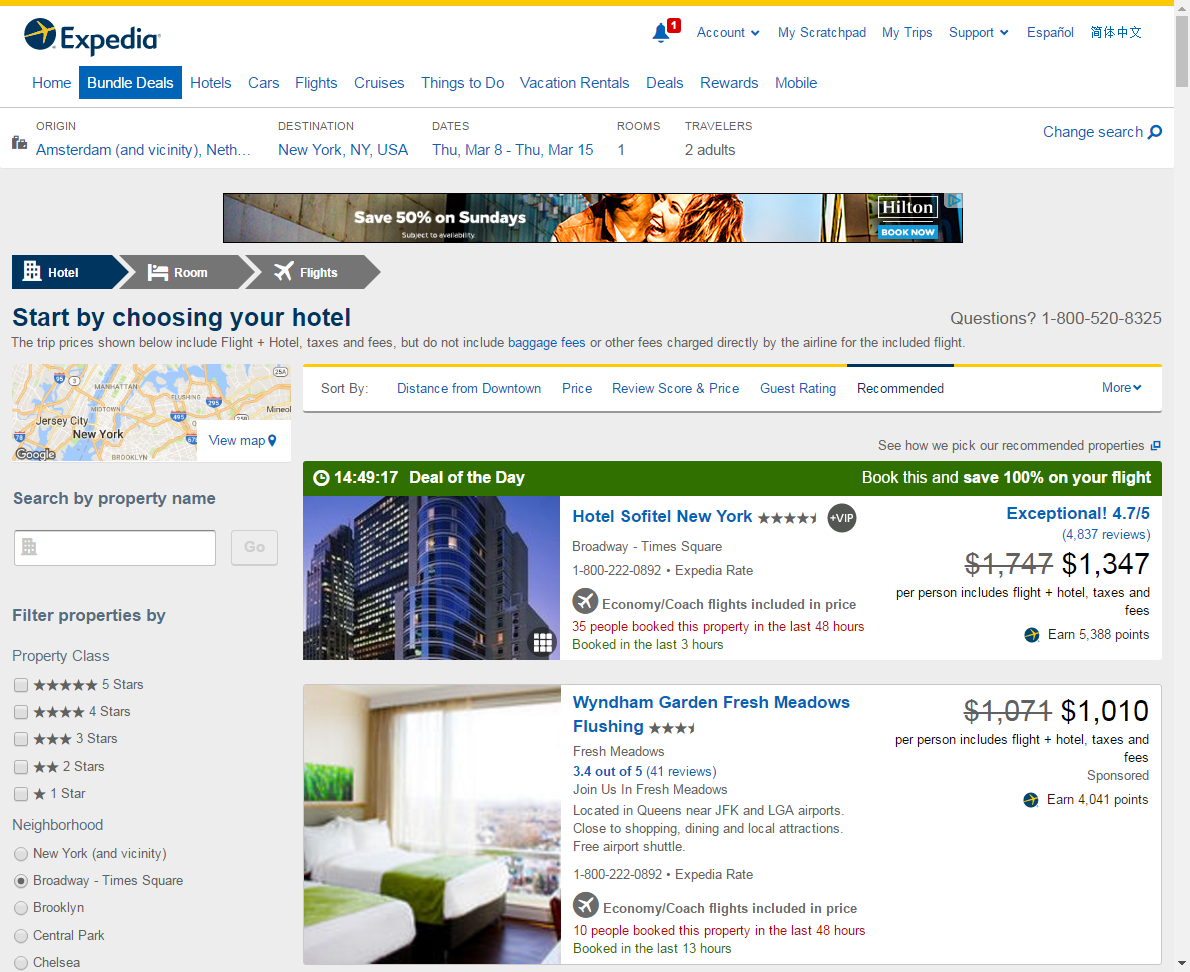 Expedia
1
Account
My Scratchpad
My Trips
Support
Español
简体中文
Home
Bundle Deals
Hotels
Cars
Flights
Cruises
Things to Do
Vacation Rentals
Deals
Rewards
Mobile
ORIGIN
Amsterdam (and vicinity), Neth...
DESTINATION
New York, NY, USA
DATES
Thu, Mar 8 - Thu, Mar 15
ROOMS
1
TRAVELERS
2 adults
Change search
Save 50% on Sundays
Subject to availability.
Hilton
BOOK NOW
Hotel
Room
Flights
Start by choosing your hotel
Questions? 1-800-520-8325
The trip prices shown below include Flight + Hotel, taxes and fees, but do not include baggage fees or other fees charged directly by the airline for the included flight.
MANHATTAN
MIDTOWN
FLUSHING
Jersey City
New York
BROOKLYN
Mineol
25A
95
3
295
495
25B
78
Google
View map
Sort By:
Distance from Downtown
Price
Review Score & Price
Guest Rating
Recommended
More
See how we pick our recommended properties
Search by property name
Go
Filter properties by
Property Class
5 Stars
4 Stars
3 Stars
2 Stars
1 Star
Neighborhood
New York (and vicinity)
Broadway - Times Square
Brooklyn
Central Park
Chelsea
14:49:17 Deal of the Day
Book this and save 100% on your flight
Hotel Sofitel New York
+VIP
Broadway - Times Square
1-800-222-0892 • Expedia Rate
Economy/Coach flights included in price
35 people booked this property in the last 48 hours
Booked in the last 3 hours
Exceptional! 4.7/5
(4,837 reviews)
$1,747 $1,347
per person includes flight + hotel, taxes and
fees
Earn 5,388 points
Wyndham Garden Fresh Meadows
Flushing
Fresh Meadows
3.4 out of 5 (41 reviews)
Join Us In Fresh Meadows
Located in Queens near JFK and LGA airports.
Close to shopping, dining and local attractions.
Free airport shuttle.
1-800-222-0892 • Expedia Rate
Economy/Coach flights included in price
10 people booked this property in the last 48 hours
Booked in the last 13 hours
$1,071 $1,010
per person includes flight + hotel, taxes and
fees
Sponsored
Earn 4,041 points